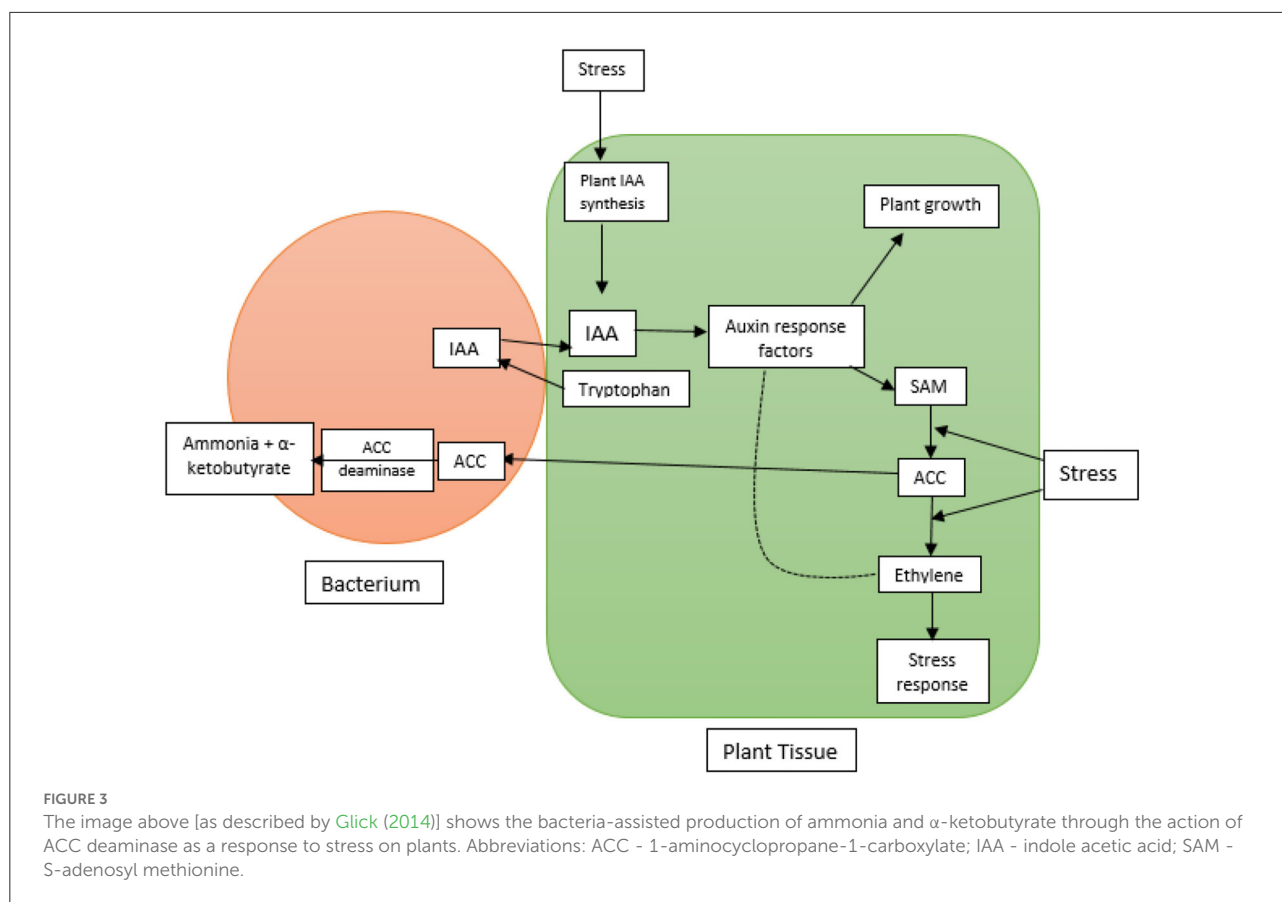 Stress
Plant IAA
synthesis
Plant growth
IAA
IAA
Auxin response
factors
Tryptophan
SAM
Ammonia + α-
ketobutyrate
ACC
deaminase
ACC
ACC
Stress
Ethylene
Bacterium
Stress
response
Plant Tissue
FIGURE 3
The image above [as described by Glick (2014)] shows the bacteria-assisted production of ammonia and α-ketobutyrate through the action of
ACC deaminase as a response to stress on plants. Abbreviations: ACC - 1-aminocyclopropane-1-carboxylate; IAA - indole acetic acid; SAM -
S-adenosyl methionine.